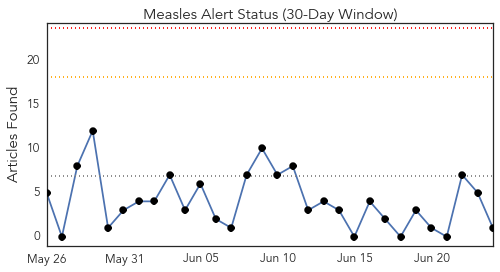 Measles Alert Status (30-Day Window)
Articles Found
20
15
10
5
0
May 26
May 31
Jun 05
Jun 10
Jun 15
Jun 20